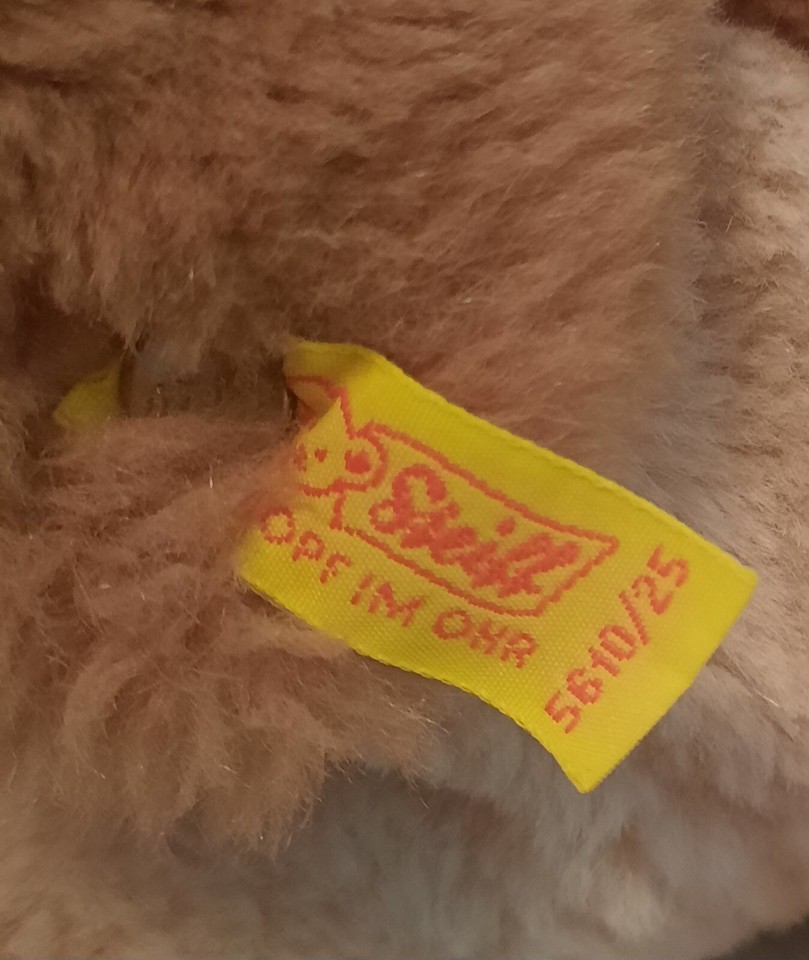 Steiff
OPF IM OHR
5610/25